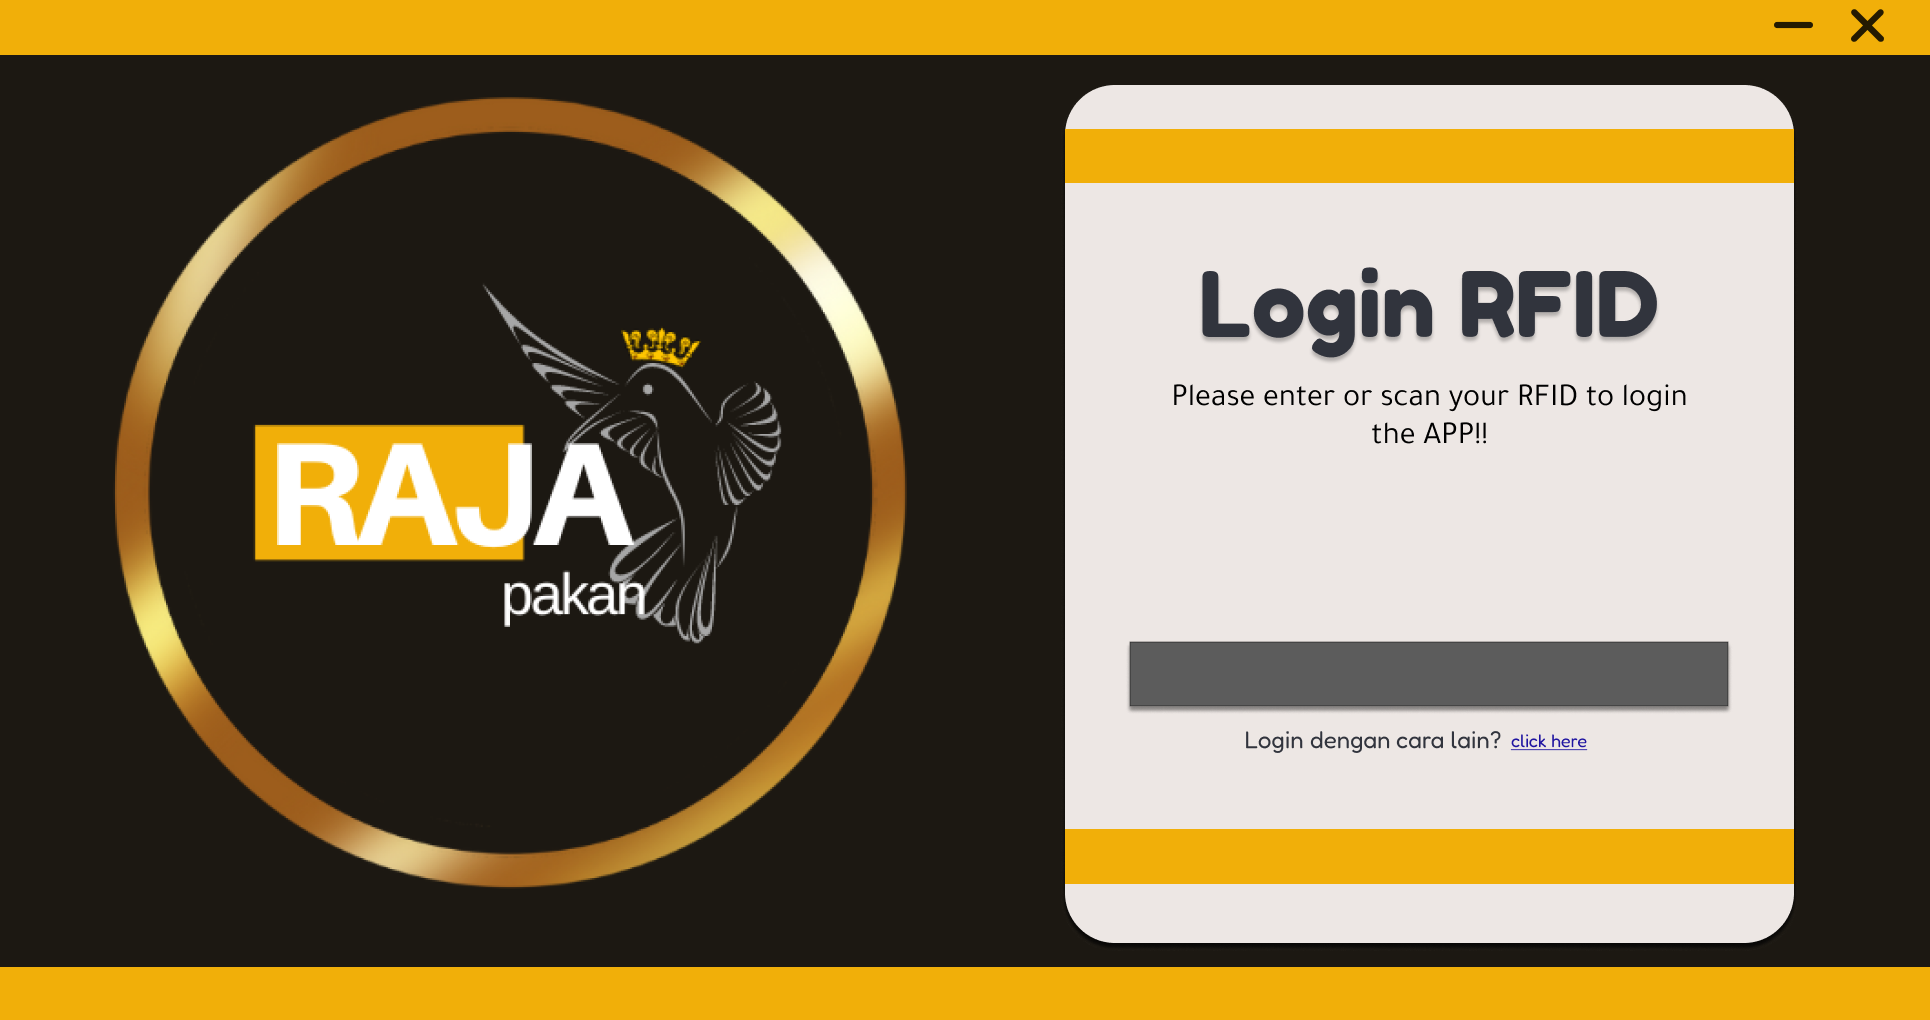 RAJA
pakan
Login RFID
Please enter or scan your RFID to login
the APP!!
Login dengan cara lain? click here